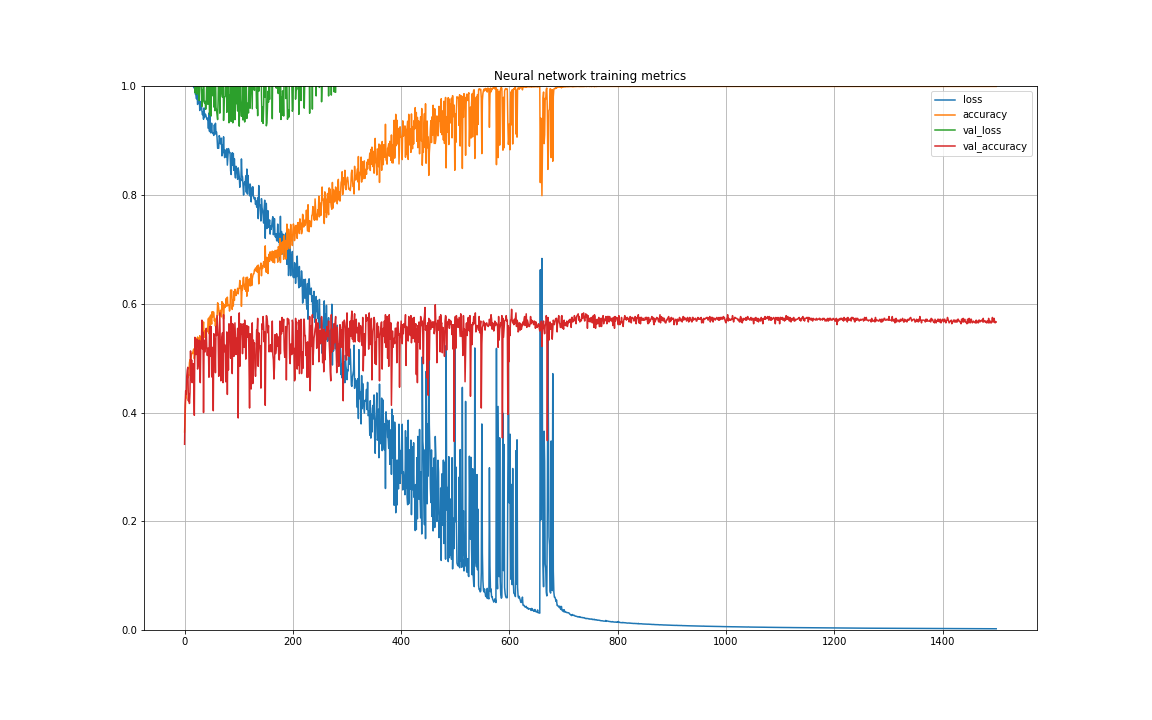 Neural network training metrics
1.0
0.8
0.6
0.4
0.2
0.0
loss
accuracy
val_loss
val_accuracy
0 200 400 600 800 1000 1200 1400